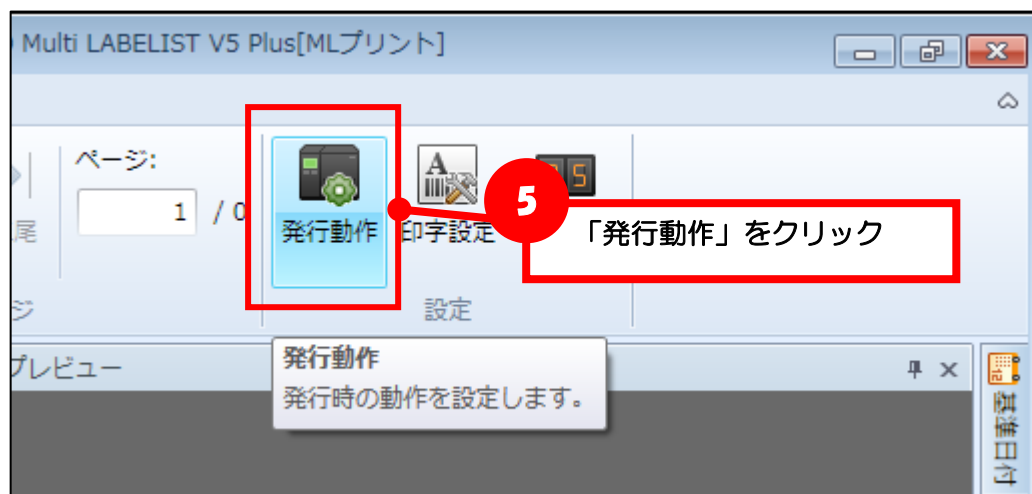 Multi LABELIST V5 Plus[MLプリント]
ページ:
1 / 0
尾
発行動作
印字設定
5
5
「発行動作」をクリック
ジ
設定
プレビュー
発行動作
発行時の動作を設定します。
12
基準日付